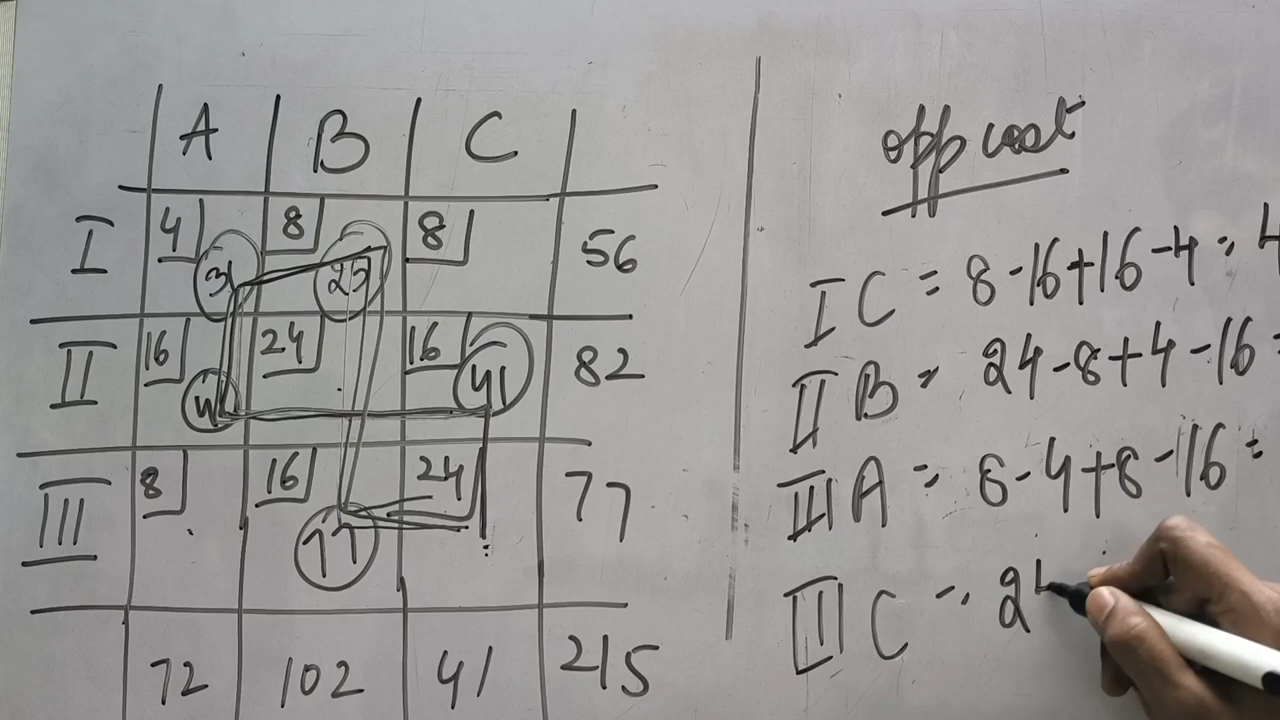 A B C
I 4 31 8 25 8 56
II 16 41 24 16 41 82
III 8 16 77 24 77
72 102 41 215
opp cost
I C = 8-16+16-4 = 4
II B = 24-8+4-16 =
III A = 8-4+8-16 =
III C = 24